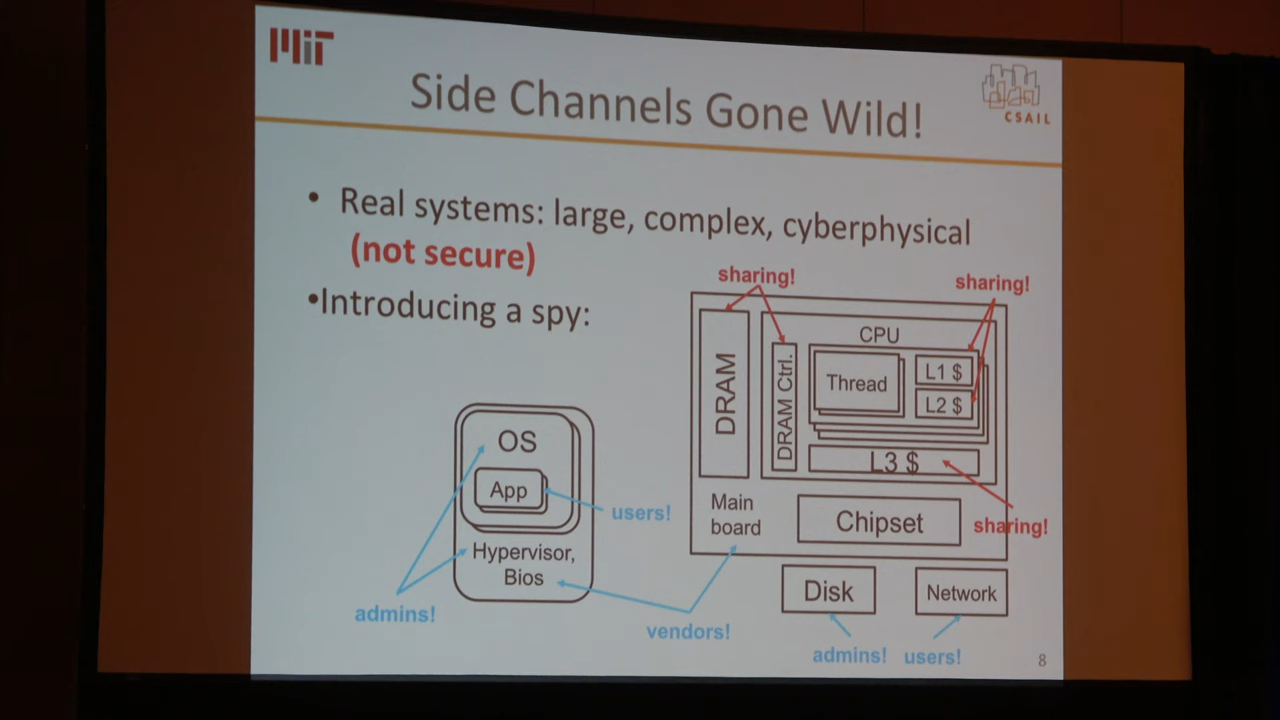 MIT
Side Channels Gone Wild!
CSAIL
• Real systems: large, complex, cyberphysical
(not secure)
•Introducing a spy:
sharing!
sharing!
CPU
DRAM
DRAM Ctrl.
Thread
L1 $
L2 $
L3 $
sharing!
Main
board
Chipset
Disk
Network
OS
App
users!
Hypervisor,
Bios
admins!
vendors!
admins!
users!
8